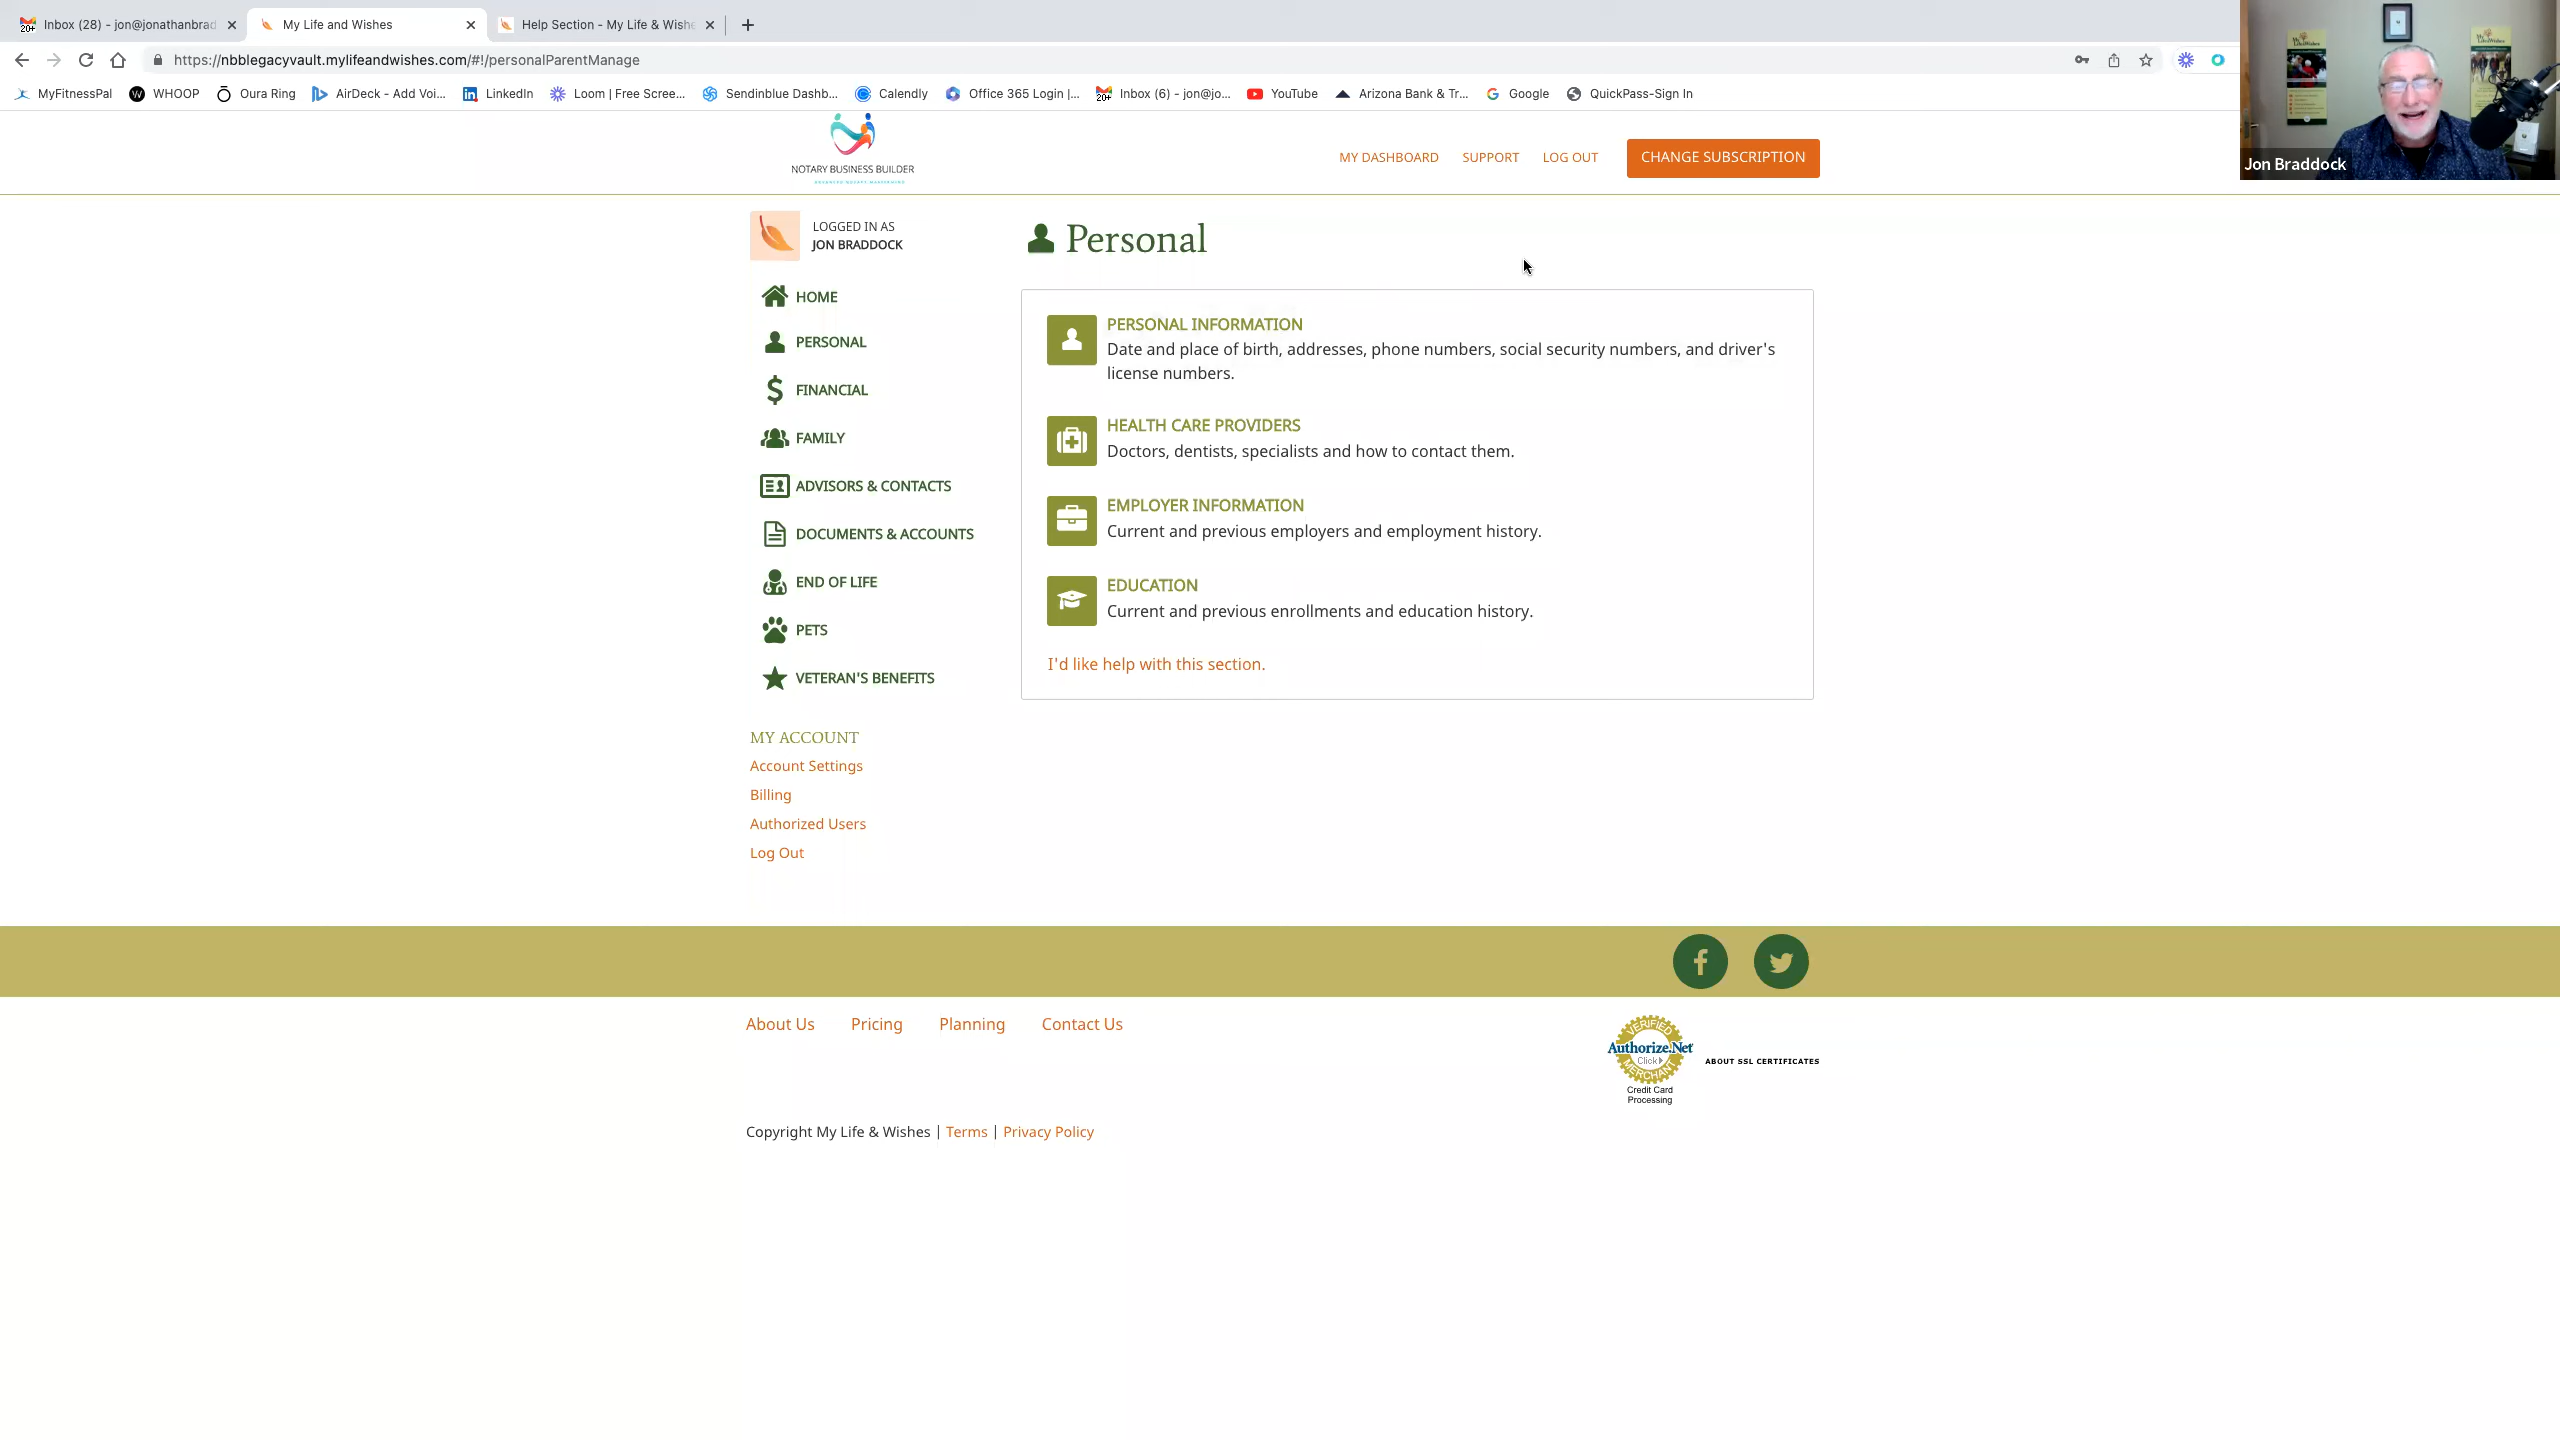 Inbox (28) - jon@jonathanbrad
My Life and Wishes
Help Section - My Life & Wishe
https://nbblegacyvault.mylifeandwishes.com/#!/personalParentManage
MyFitnessPal
WHOOP
Oura Ring
AirDeck - Add Voi...
LinkedIn
Loom | Free Scree...
Sendinblue Dashb...
Calendly
Office 365 Login |...
Inbox (6) - jon@jo...
YouTube
Arizona Bank & Tr...
Google
QuickPass-Sign In
Jon Braddock
NOTARY BUSINESS BUILDER
MY DASHBOARD
SUPPORT
LOG OUT
CHANGE SUBSCRIPTION
LOGGED IN AS
JON BRADDOCK
HOME
PERSONAL
FINANCIAL
FAMILY
ADVISORS & CONTACTS
DOCUMENTS & ACCOUNTS
END OF LIFE
PETS
VETERAN'S BENEFITS
MY ACCOUNT
Account Settings
Billing
Authorized Users
Log Out
Personal
PERSONAL INFORMATION
Date and place of birth, addresses, phone numbers, social security numbers, and driver's
license numbers.
HEALTH CARE PROVIDERS
Doctors, dentists, specialists and how to contact them.
EMPLOYER INFORMATION
Current and previous employers and employment history.
EDUCATION
Current and previous enrollments and education history.
I'd like help with this section.
About Us
Pricing
Planning
Contact Us
VERIFIED
Authorize.Net
Click
MERCHANT
Credit Card
Processing
ABOUT SSL CERTIFICATES
Copyright My Life & Wishes | Terms | Privacy Policy